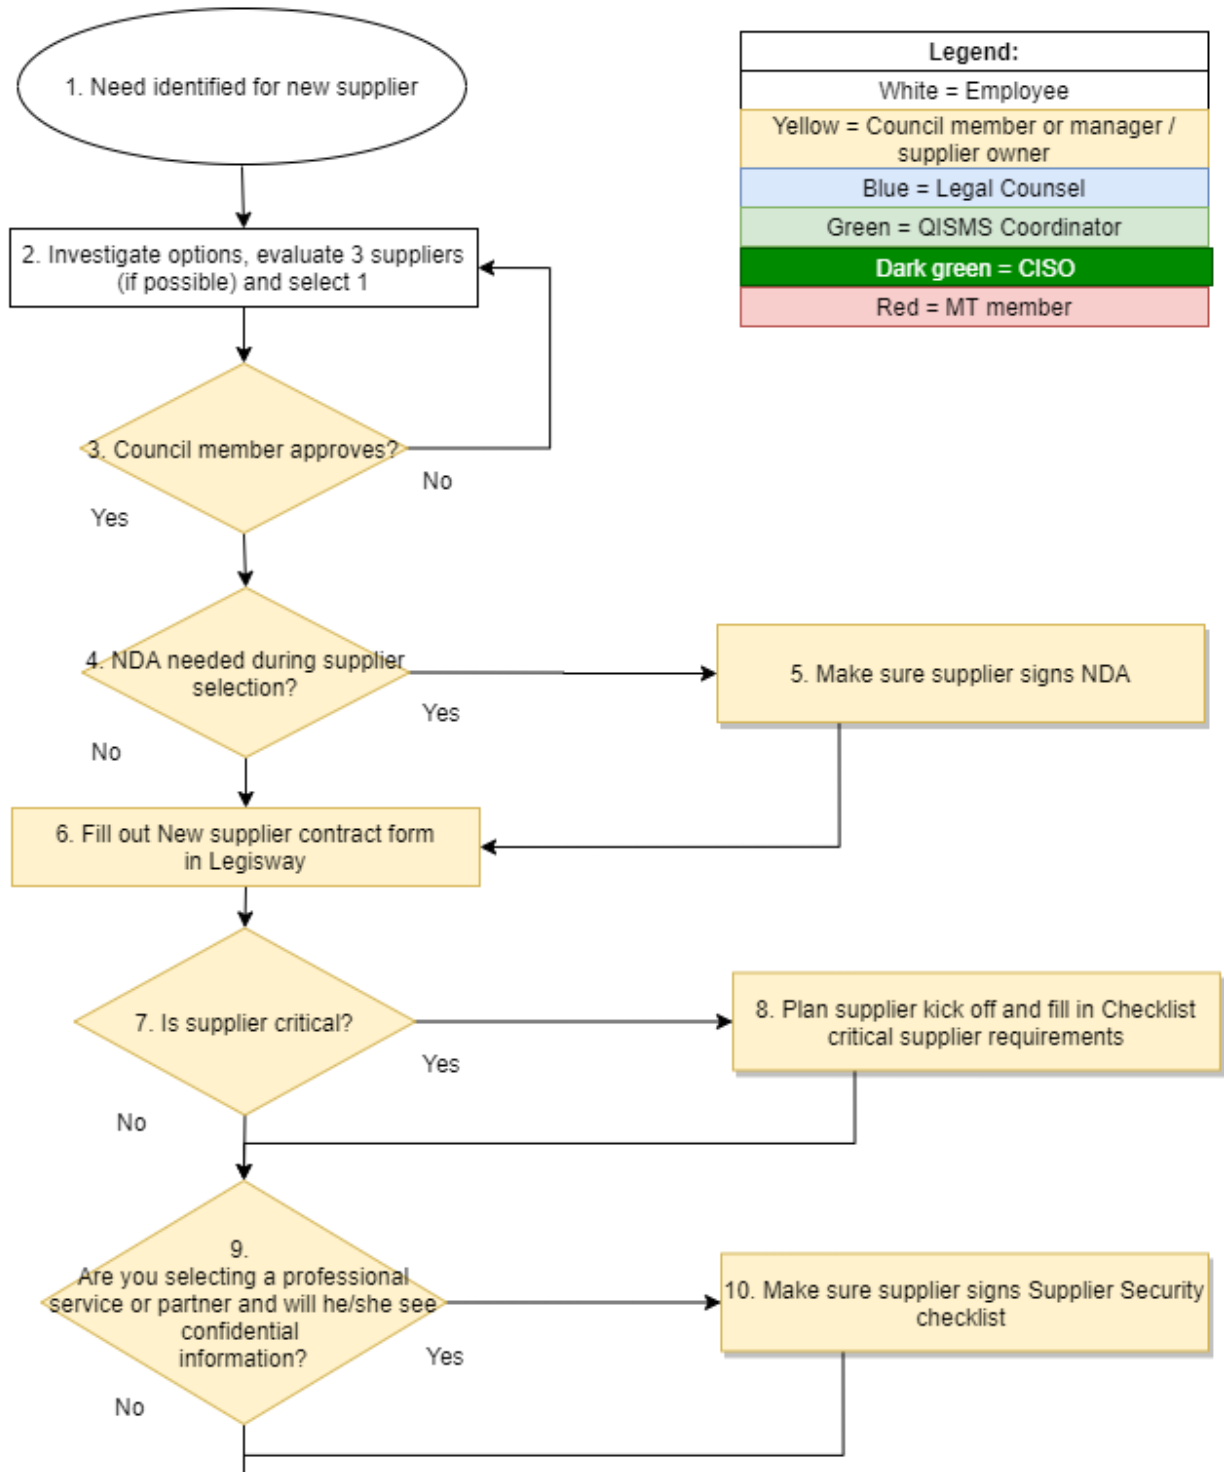 1. Need identified for new supplier
Legend:
White = Employee
Yellow = Council member or manager /
supplier owner
Blue = Legal Counsel
Green = QISMS Coordinator
Dark green = CISO
Red = MT member
2. Investigate options, evaluate 3 suppliers
(if possible) and select 1
3. Council member approves?
No
Yes
4. NDA needed during supplier
selection?
Yes
No
5. Make sure supplier signs NDA
6. Fill out New supplier contract form
in Legisway
7. Is supplier critical?
Yes
No
8. Plan supplier kick off and fill in Checklist
critical supplier requirements
9.
Are you selecting a professional
service or partner and will he/she see
confidential
information?
Yes
No
10. Make sure supplier signs Supplier Security
checklist